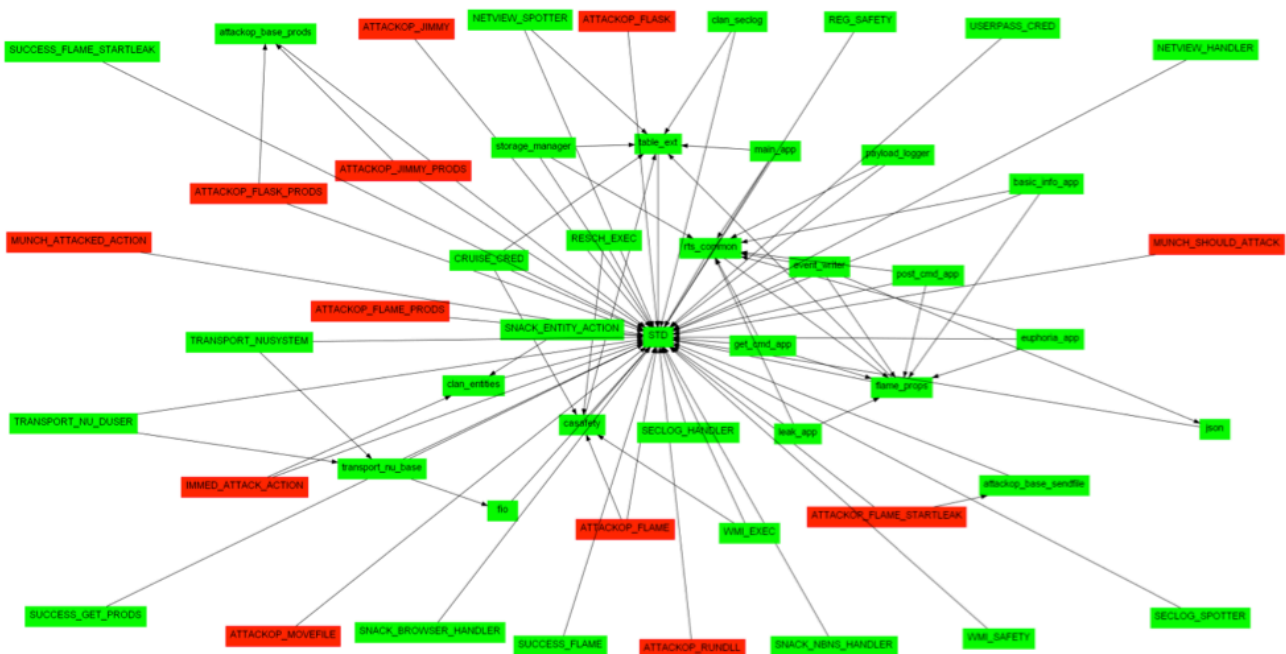 ATTACKOP_JIMMY
NETVIEW_SPOTTER
ATTACKOP_FLASK
clan_seclog
REG_SAFETY
USERPASS_CRED
attackop_base_prods
SUCCESS_FLAME_STARTLEAK
NETVIEW_HANDLER
storage_manager
table_ext
main_app
payload_logger
ATTACKOP_JIMMY_PRODS
ATTACKOP_FLASK_PRODS
basic_info_app
MUNCH_ATTACKED_ACTION
RESCH_EXEC
rts_common
MUNCH_SHOULD_ATTACK
CRUISE_CRED
event_writer
post_cmd_app
ATTACKOP_FLAME_PRODS
SNACK_ENTITY_ACTION
STD
TRANSPORT_NUSYSTEM
get_cmd_app
euphoria_app
clan_entities
flame_props
TRANSPORT_NU_DUSER
casafety
SECLOG_HANDLER
leak_app
json
transport_nu_base
IMMED_ATTACK_ACTION
attackop_base_sendfile
fio
ATTACKOP_FLAME
WMI_EXEC
ATTACKOP_FLAME_STARTLEAK
SUCCESS_GET_PRODS
SECLOG_SPOTTER
ATTACKOP_MOVEFILE
SNACK_BROWSER_HANDLER
SUCCESS_FLAME
ATTACKOP_RUNDLL
SNACK_NBNS_HANDLER
WMI_SAFETY